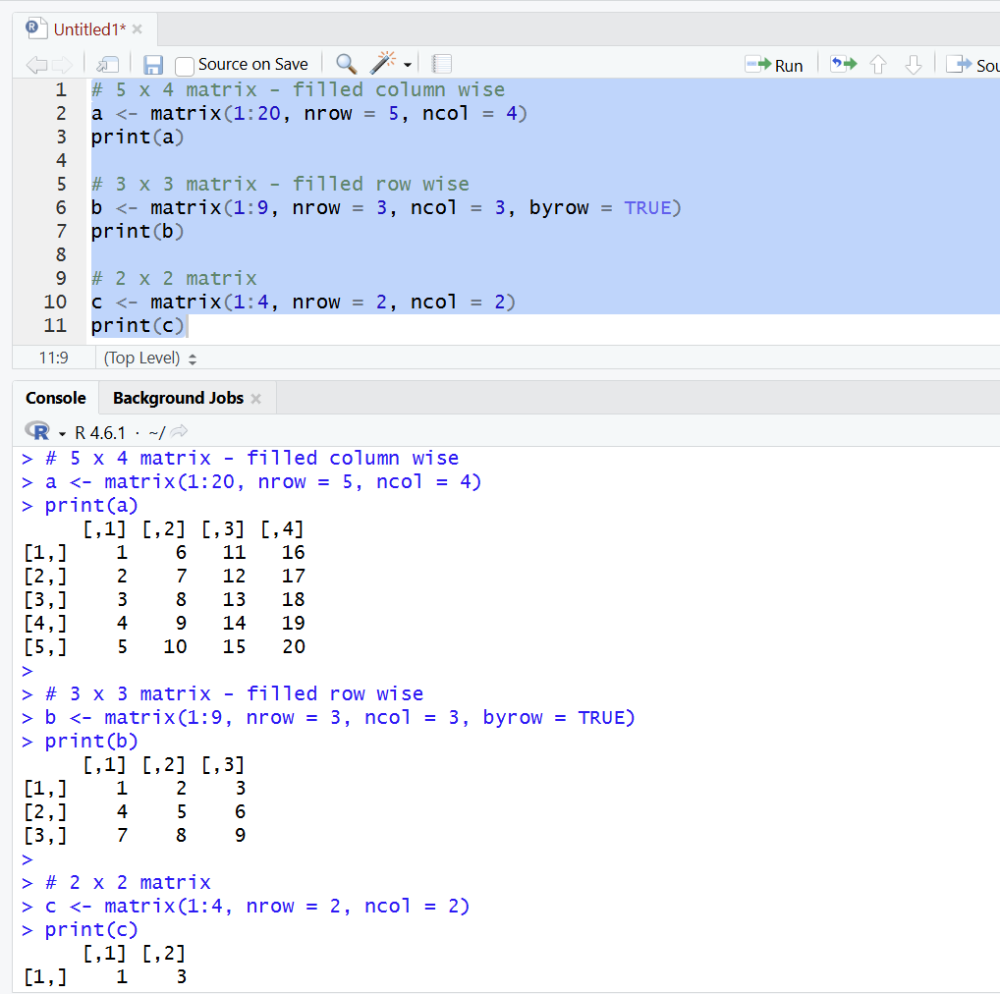 Untitled1*
Source on Save
Run
Sou
1 # 5 x 4 matrix - filled column wise
2 a <- matrix(1:20, nrow = 5, ncol = 4)
3 print(a)
4
5 # 3 x 3 matrix - filled row wise
6 b <- matrix(1:9, nrow = 3, ncol = 3, byrow = TRUE)
7 print(b)
8
9 # 2 x 2 matrix
10 c <- matrix(1:4, nrow = 2, ncol = 2)
11 print(c)
11:9 (Top Level)
Console Background Jobs
R R 4.6.1 · ~/
> # 5 x 4 matrix - filled column wise
> a <- matrix(1:20, nrow = 5, ncol = 4)
> print(a)
     [,1] [,2] [,3] [,4]
[1,]    1    6   11   16
[2,]    2    7   12   17
[3,]    3    8   13   18
[4,]    4    9   14   19
[5,]    5   10   15   20
>
> # 3 x 3 matrix - filled row wise
> b <- matrix(1:9, nrow = 3, ncol = 3, byrow = TRUE)
> print(b)
     [,1] [,2] [,3]
[1,]    1    2    3
[2,]    4    5    6
[3,]    7    8    9
>
> # 2 x 2 matrix
> c <- matrix(1:4, nrow = 2, ncol = 2)
> print(c)
     [,1] [,2]
[1,]    1    3